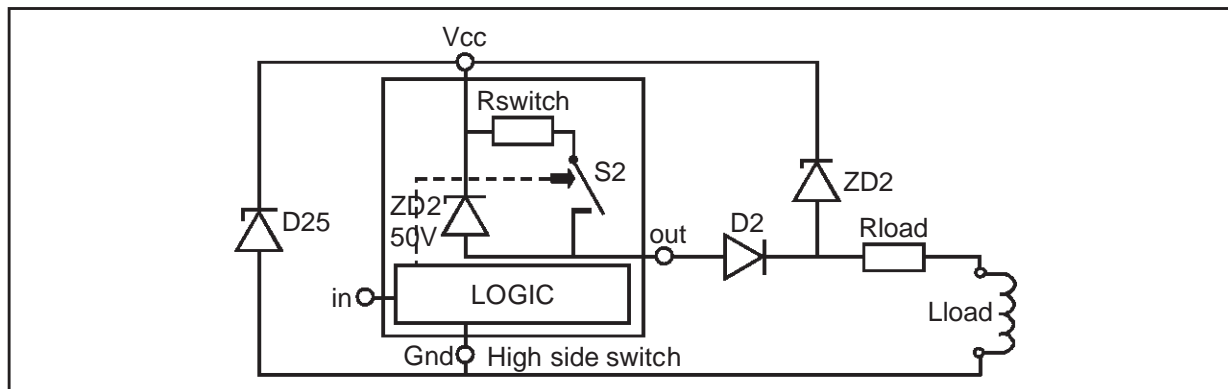 Vcc
Rswitch
S2
ZD2
50V
D25
ZD2
out
D2
Rload
in
LOGIC
Lload
Gnd
High side switch